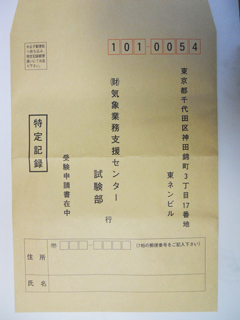 101-0054
東京都千代田区神田錦町3丁目17番地
東ネンビル
㈶気象業務支援センター
試験部 行
受験申請書在中
特定記録
〒
(7桁の郵便番号をご記入下さい)
住所
氏名